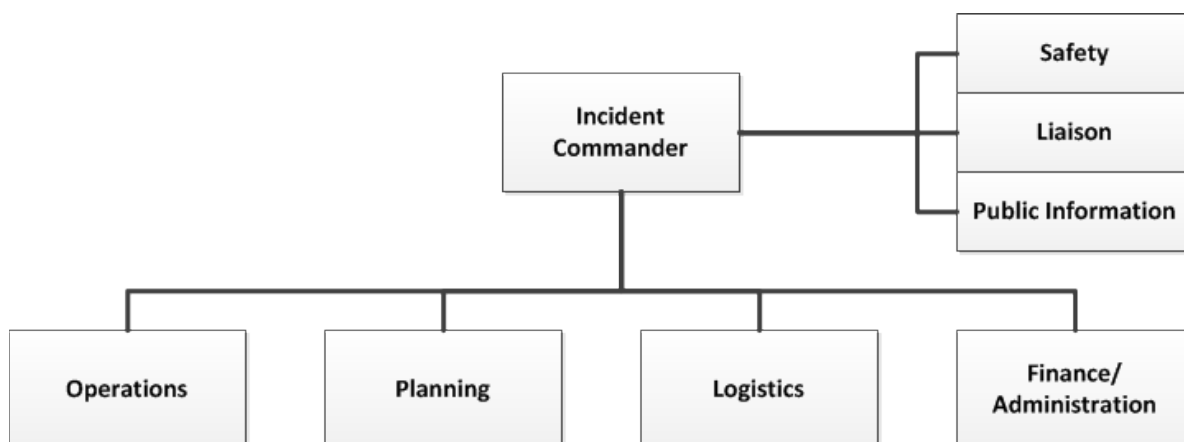 Safety
Incident
Commander
Liaison
Public Information
Operations
Planning
Logistics
Finance/
Administration